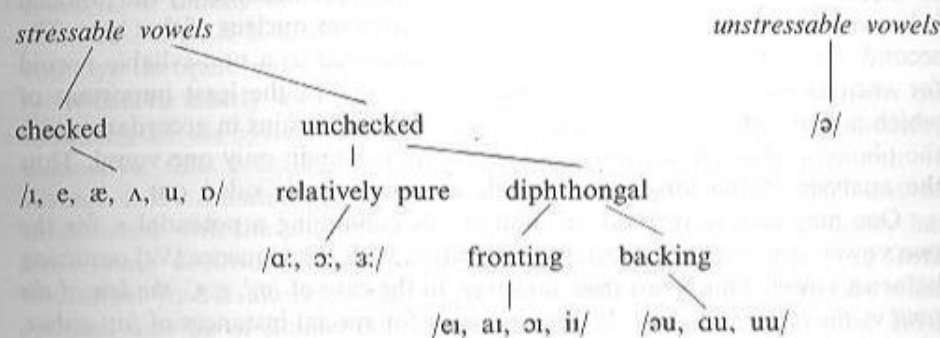 stressable vowels unstressable vowels
checked unchecked /ə/
/ɪ, e, æ, ʌ, u, ɒ/ relatively pure diphthongal
/ɑː, ɔː, ɜː/ fronting backing
/eɪ, aɪ, ɔɪ, iɪ/ /əu, ɑu, uu/